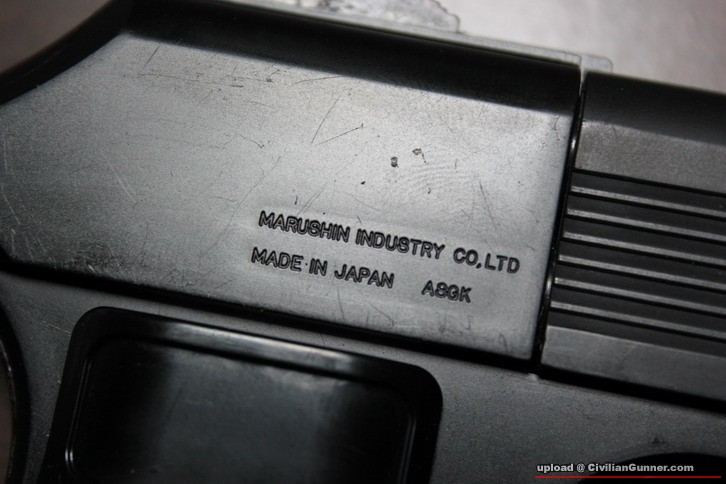 MARUSHIN INDUSTRY CO,LTD
MADE IN JAPAN ASGK
upload @ CivilianGunner.com